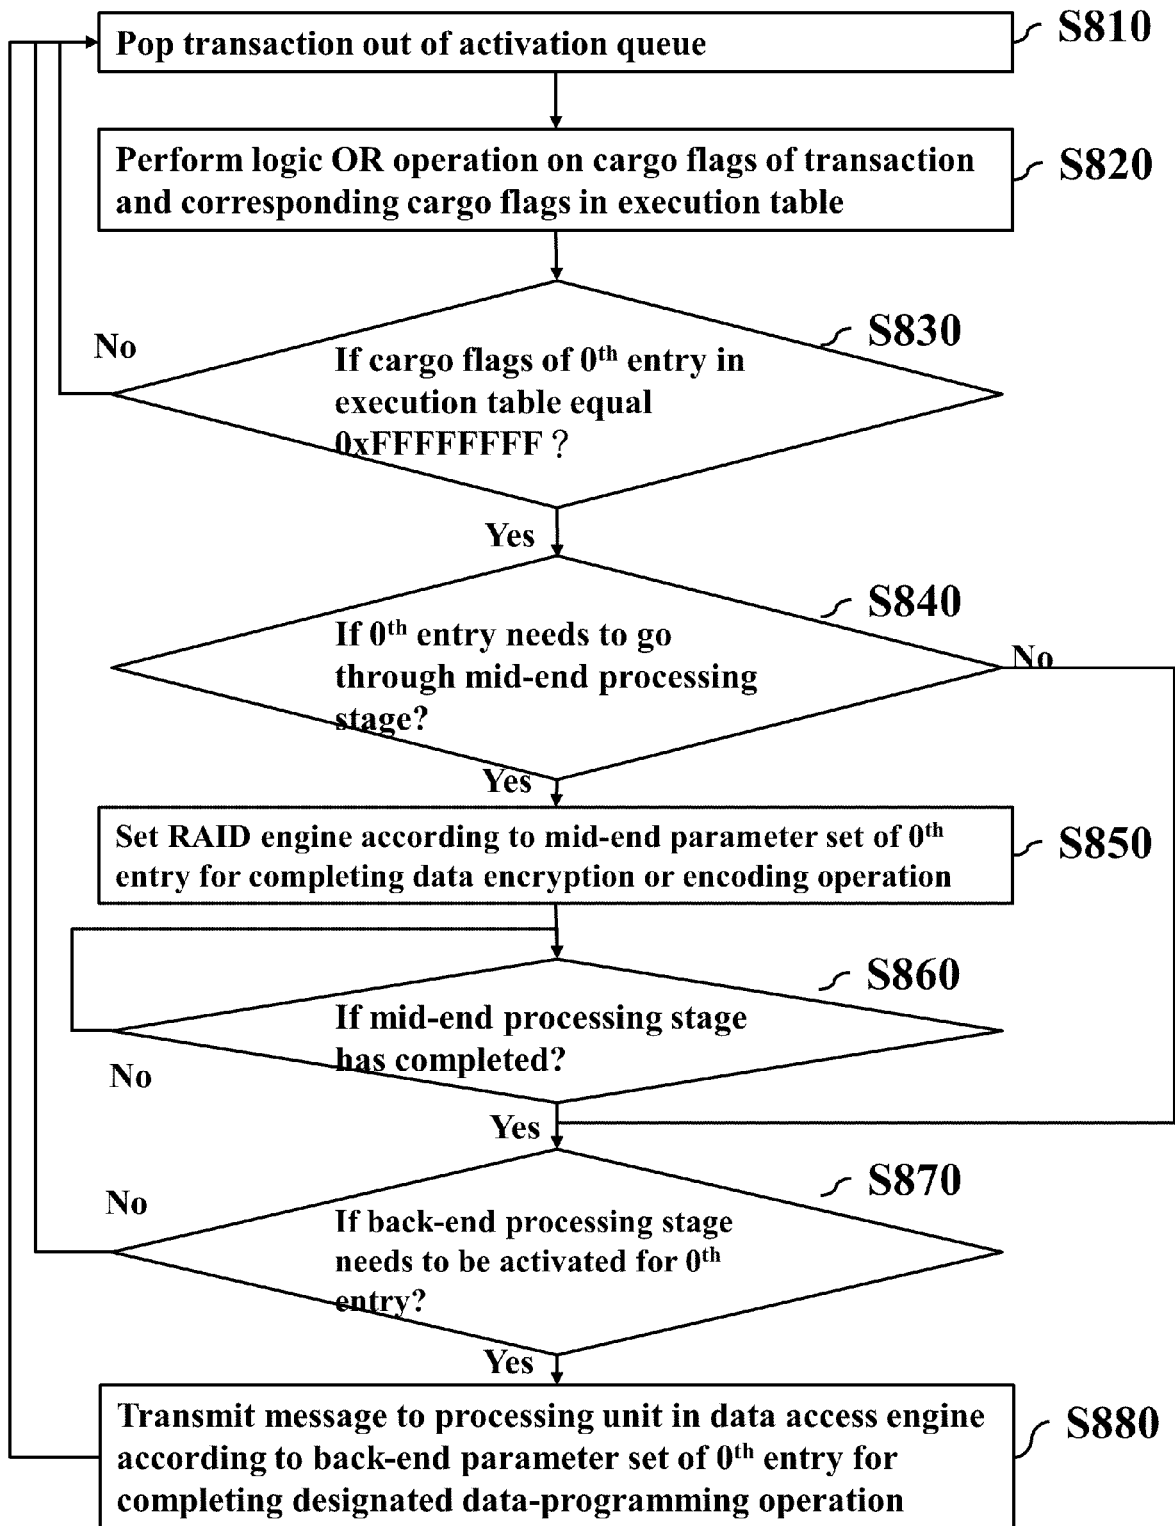 Pop transaction out of activation queue
S810
Perform logic OR operation on cargo flags of transaction
and corresponding cargo flags in execution table
S820
S830
No
If cargo flags of 0th entry in
execution table equal
0xFFFFFFFF ?
Yes
S840
If 0th entry needs to go
through mid-end processing
stage?
No
Yes
Set RAID engine according to mid-end parameter set of 0th
entry for completing data encryption or encoding operation
S850
S860
If mid-end processing stage
has completed?
No
Yes
S870
No
If back-end processing stage
needs to be activated for 0th
entry?
Yes
Transmit message to processing unit in data access engine
according to back-end parameter set of 0th entry for
completing designated data-programming operation
S880